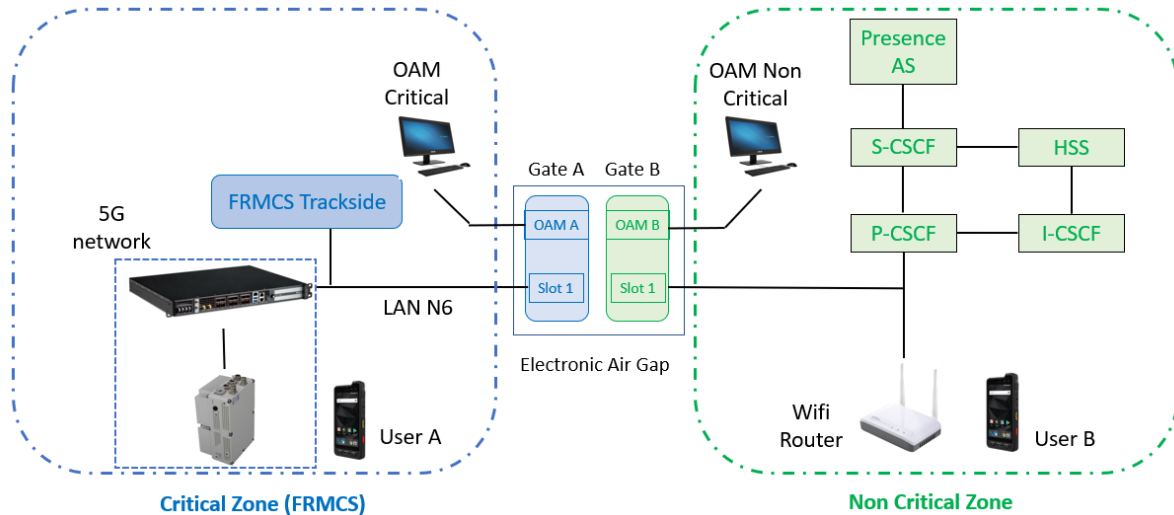 Presence
AS
OAM
Critical
OAM Non
Critical
S-CSCF
HSS
Gate A
Gate B
FRMCS Trackside
5G
network
OAM A
OAM B
P-CSCF
I-CSCF
Slot 1
Slot 1
LAN N6
Electronic Air Gap
User A
Wifi
Router
User B
Critical Zone (FRMCS)
Non Critical Zone